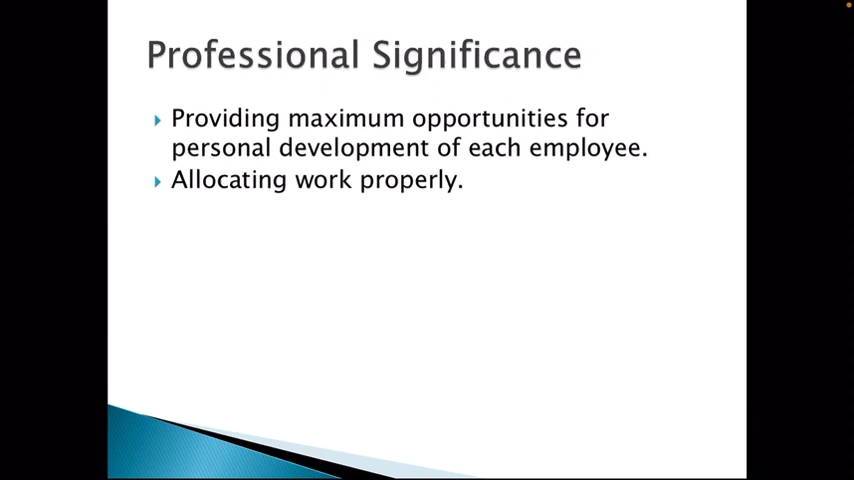 Professional Significance
Providing maximum opportunities for
personal development of each employee.
Allocating work properly.